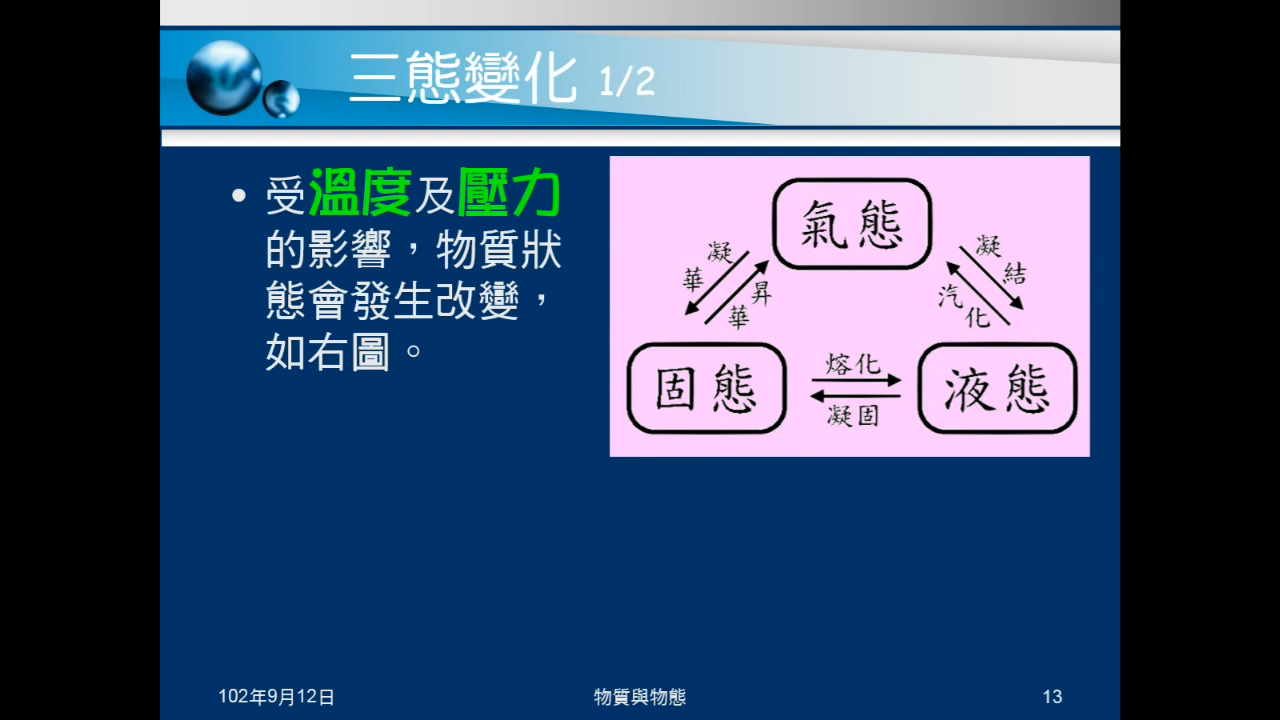 三態變化 1/2
• 受溫度及壓力
的影響，物質狀
態會發生改變，
如右圖。
氣態
凝華
昇華
凝結
汽化
固態
熔化
凝固
液態
102年9月12日
物質與物態
13